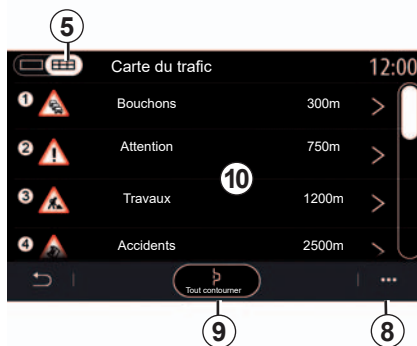 5
Carte du trafic 12:00
1 Bouchons 300m
2 Attention 750m
10
3 Travaux 1200m
4 Accidents 2500m
Tout contourner
9 8